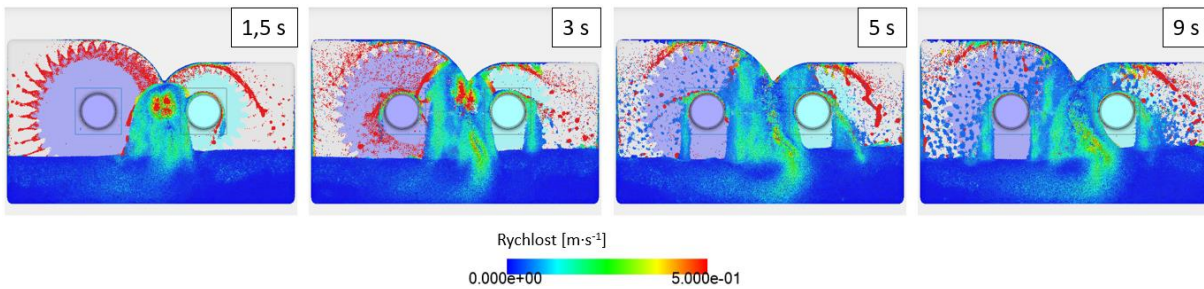 1,5 s
3 s
5 s
9 s
Rychlost [m·s⁻¹]
0.000e+00 5.000e-01